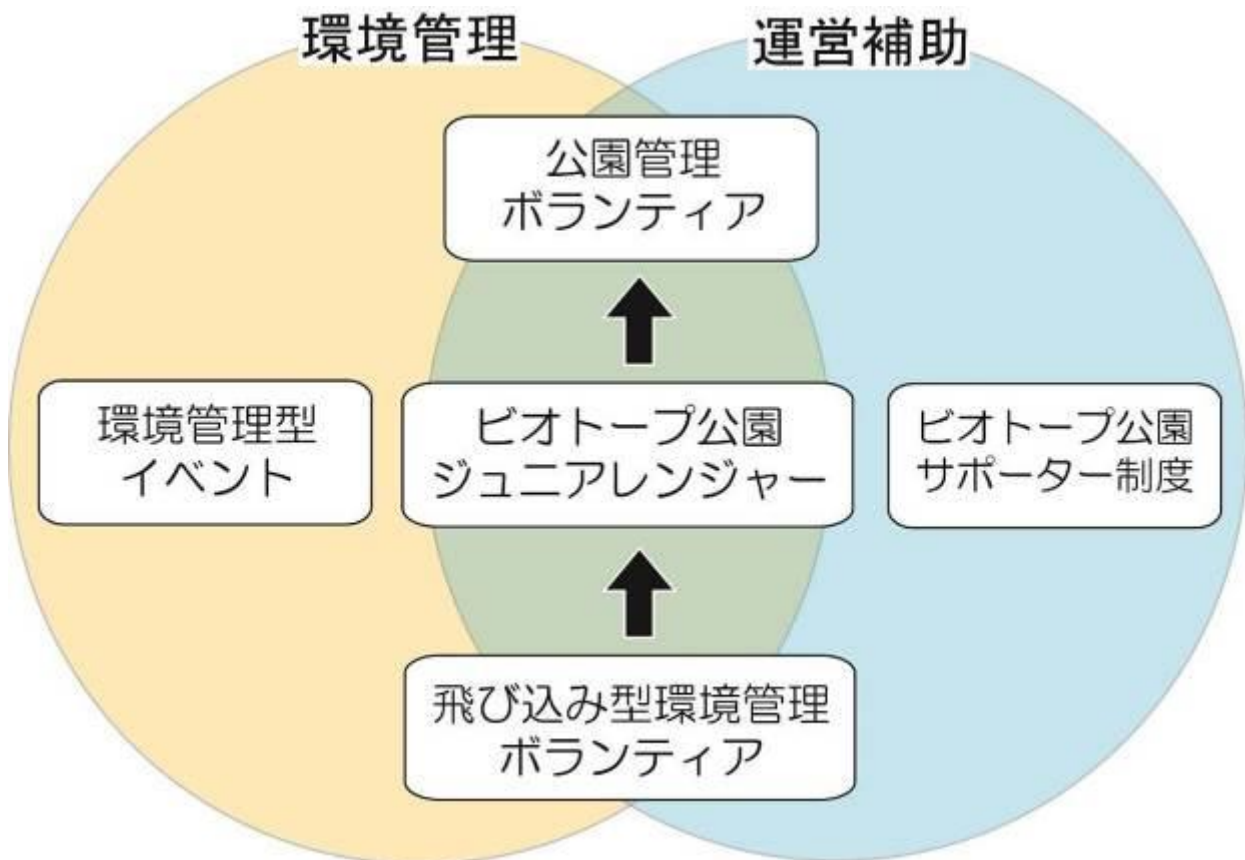 環境管理
運営補助
公園管理
ボランティア
環境管理型
イベント
ビオトープ公園
ジュニアレンジャー
ビオトープ公園
サポーター制度
飛び込み型環境管理
ボランティア